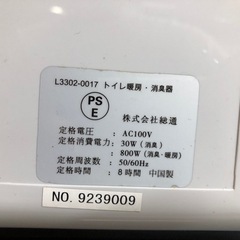 L3302-0017 トイレ暖房・消臭器
PS
E
株式会社総通
定格電圧 : AC100V
定格消費電力 : 30W (消臭)
800W (消臭・暖房)
定格周波数 : 50/60Hz
定格時間 : 8時間 中国製
NO. 9239009